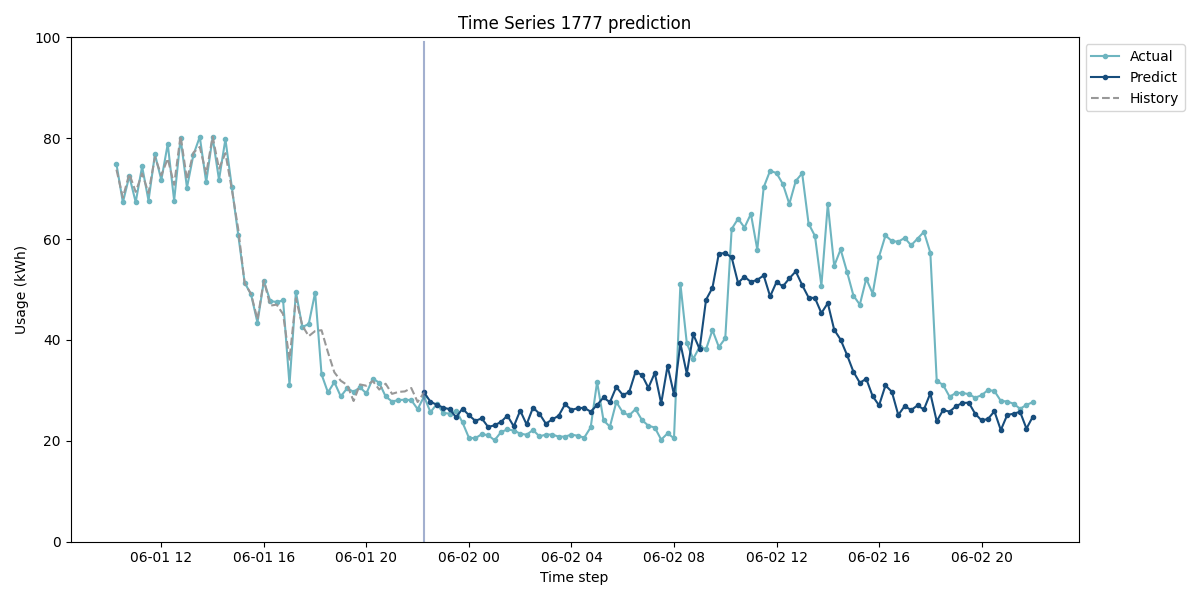 Time Series 1777 prediction
100
80
60
40
20
0
Usage (kWh)
06-01 12
06-01 16
06-01 20
06-02 00
06-02 04
06-02 08
06-02 12
06-02 16
06-02 20
Time step
Actual
Predict
History